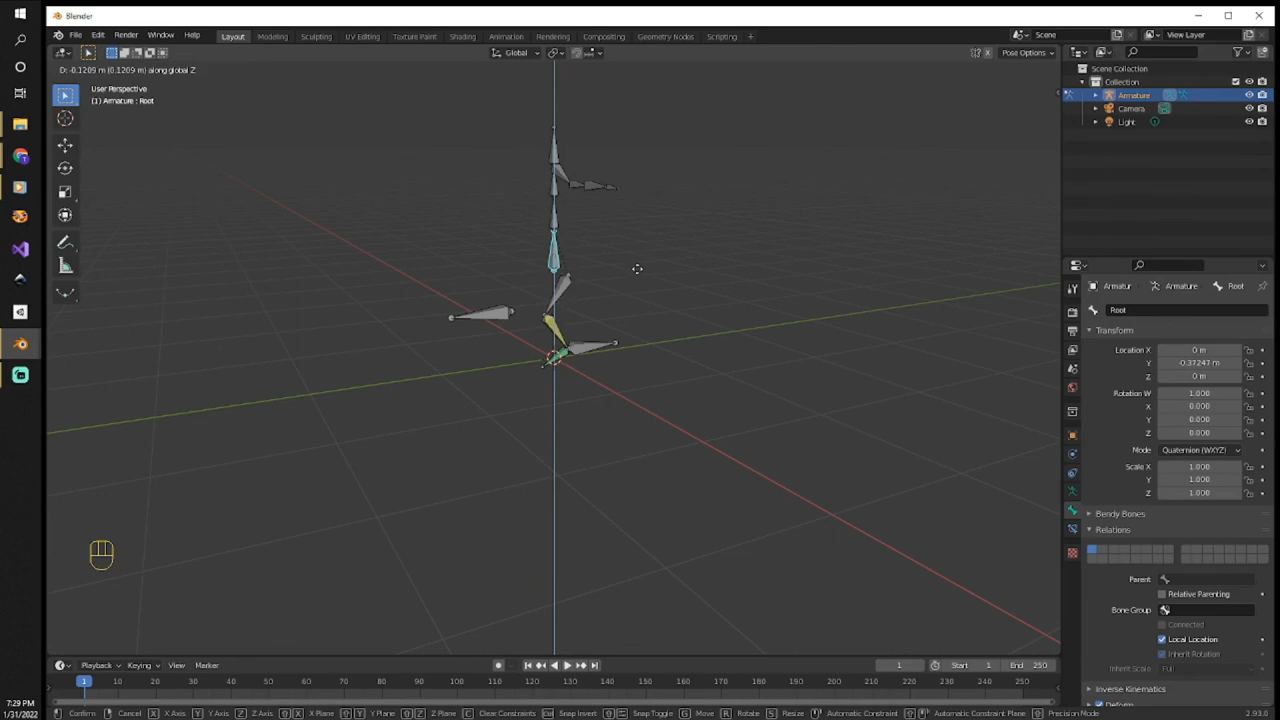 Blender
File Edit Render Window Help
Layout Modeling Sculpting UV Editing Texture Paint Shading Animation Rendering Compositing Geometry Nodes Scripting
Scene
View Layer
Global
Pose Options
D: -0.1209 m (0.1209 m) along global Z
User Perspective
(1) Armature : Root
Scene Collection
Collection
Armature
Camera
Light
Armatur
Armature
Root
Root
Transform
Location X 0 m
Y -0.37247 m
Z 0 m
Rotation W 1.000
X 0.000
Y 0.000
Z 0.000
Mode Quaternion (WXYZ)
Scale X 1.000
Y 1.000
Z 1.000
Bendy Bones
Relations
Parent
Relative Parenting
Bone Group
Connected
Local Location
Inherit Rotation
Inherit Scale Full
Inverse Kinematics
Deform
Playback Keying View Marker
1 Start 1 End 250
1 10 20 30 40 50 60 70 80 90 100 110 120 130 140 150 160 170 180 190 200 210 220 230 240 250
Confirm Cancel X X Axis Y Y Axis Z Z Axis X X Plane Y Y Plane Z Z Plane C Clear Constraints Snap Invert Snap Toggle G Move R Rotate S Resize Automatic Constraint Automatic Constraint Plane Precision Mode
2.93.0
7:29 PM
1/31/2022